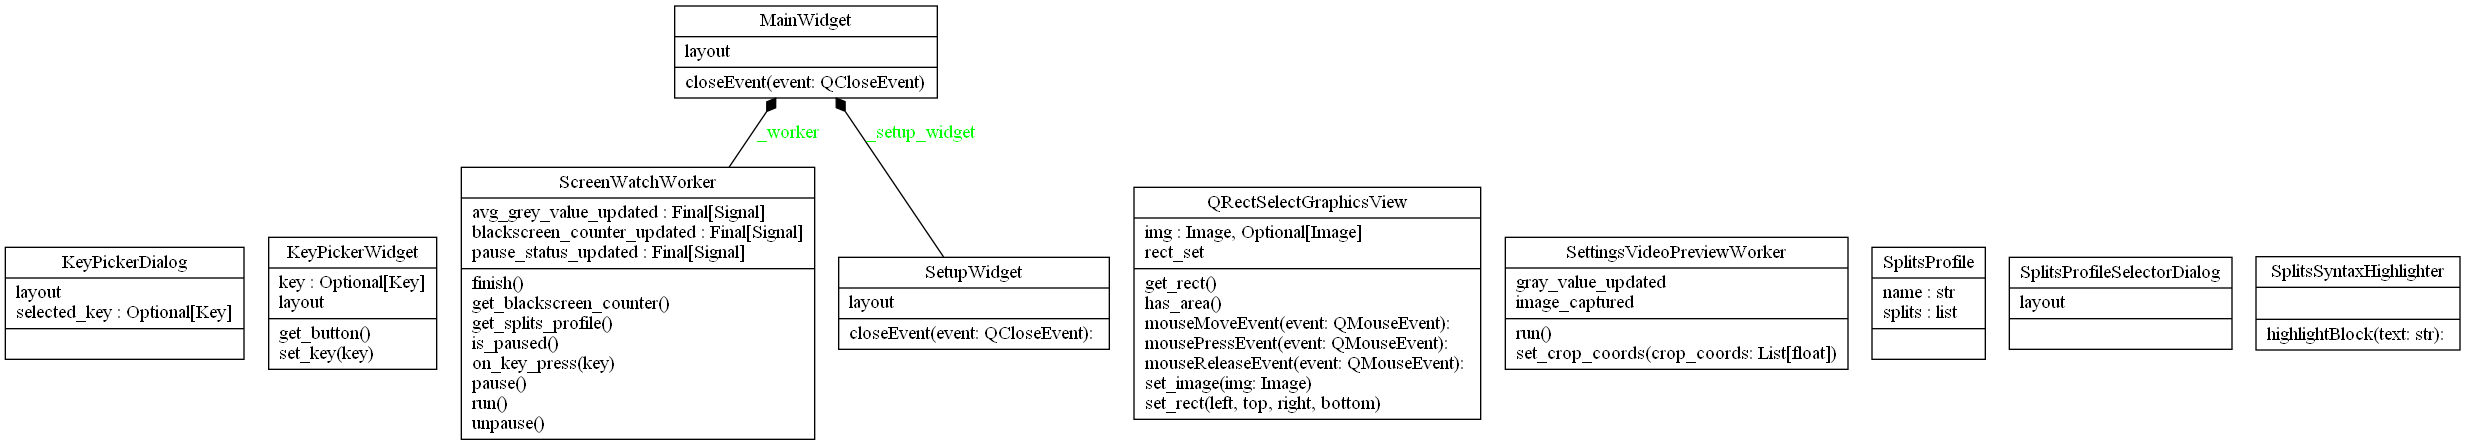 MainWidget
layout
closeEvent(event: QCloseEvent)
_worker
_setup_widget
KeyPickerDialog
layout
selected_key : Optional[Key]
KeyPickerWidget
key : Optional[Key]
layout
get_button()
set_key(key)
ScreenWatchWorker
avg_grey_value_updated : Final[Signal]
blackscreen_counter_updated : Final[Signal]
pause_status_updated : Final[Signal]
finish()
get_blackscreen_counter()
get_splits_profile()
is_paused()
on_key_press(key)
pause()
run()
unpause()
SetupWidget
layout
closeEvent(event: QCloseEvent):
QRectSelectGraphicsView
img : Image, Optional[Image]
rect_set
get_rect()
has_area()
mouseMoveEvent(event: QMouseEvent):
mousePressEvent(event: QMouseEvent):
mouseReleaseEvent(event: QMouseEvent):
set_image(img: Image)
set_rect(left, top, right, bottom)
SettingsVideoPreviewWorker
gray_value_updated
image_captured
run()
set_crop_coords(crop_coords: List[float])
SplitsProfile
name : str
splits : list
SplitsProfileSelectorDialog
layout
SplitsSyntaxHighlighter
highlightBlock(text: str):